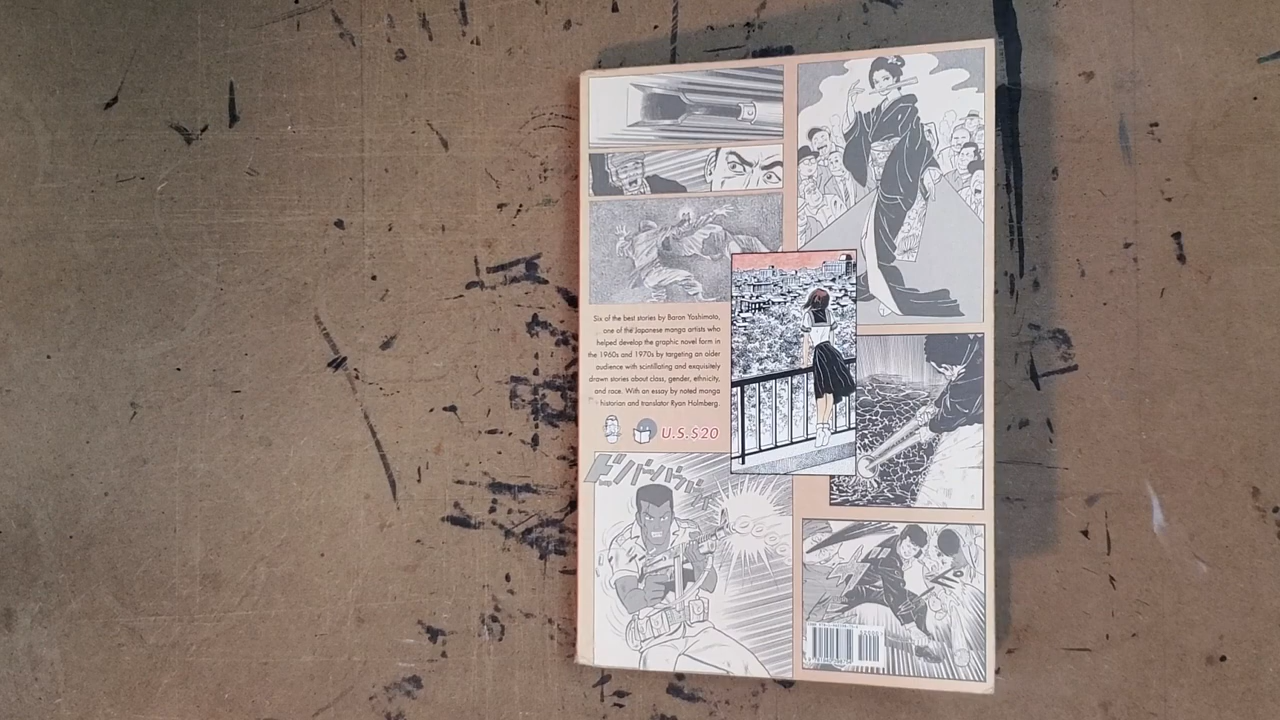 Six of the best stories by Baron Yoshimoto,
one of the Japanese manga artists who
helped develop the graphic novel form in
the 1960s and 1970s by targeting an older
audience with scintillating and exquisitely
drawn stories about class, gender, ethnicity,
and race. With an essay by noted manga
historian and translator Ryan Holmberg.
U.S.$20